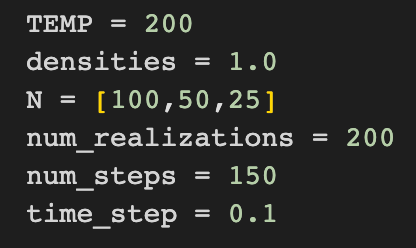 TEMP = 200
densities = 1.0
N = [100,50,25]
num_realizations = 200
num_steps = 150
time_step = 0.1